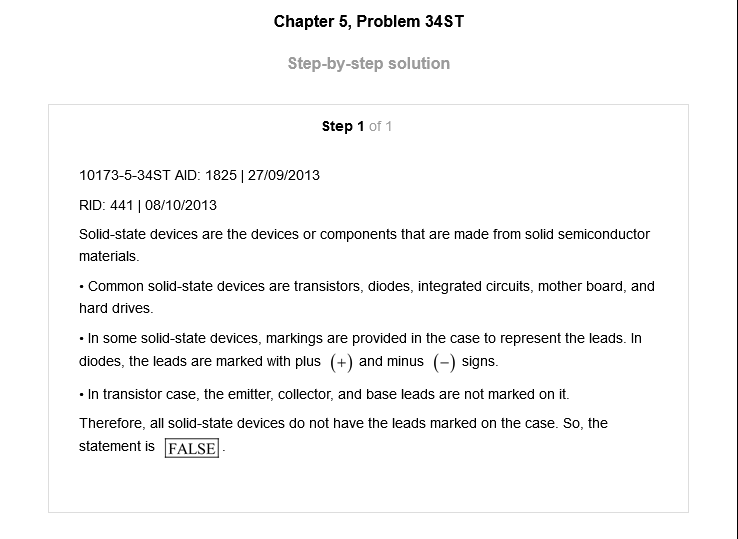 Chapter 5, Problem 34ST
Step-by-step solution
Step 1 of 1
10173-5-34ST AID: 1825 | 27/09/2013
RID: 441 | 08/10/2013
Solid-state devices are the devices or components that are made from solid semiconductor
materials.
• Common solid-state devices are transistors, diodes, integrated circuits, mother board, and
hard drives.
• In some solid-state devices, markings are provided in the case to represent the leads. In
diodes, the leads are marked with plus (+) and minus (−) signs.
• In transistor case, the emitter, collector, and base leads are not marked on it.
Therefore, all solid-state devices do not have the leads marked on the case. So, the
statement is FALSE.